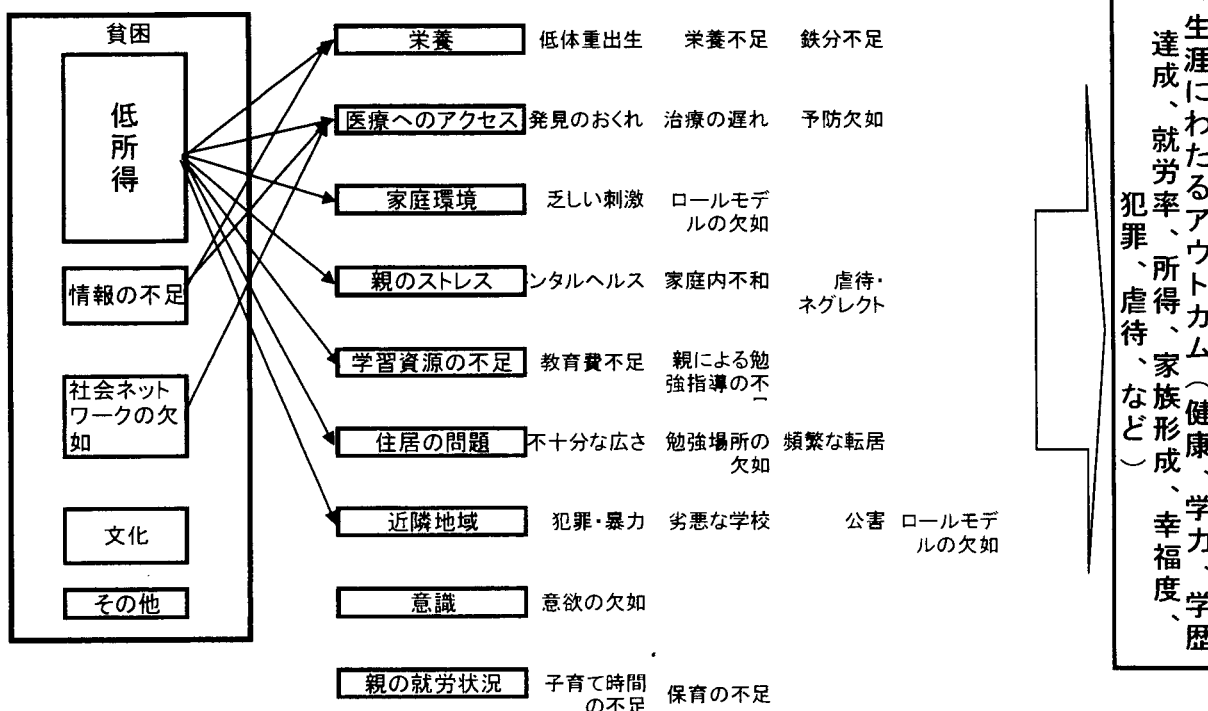 貧困
低
所
得
情報の不足
社会ネット
ワークの欠
如
文化
その他
栄養 低体重出生 栄養不足 鉄分不足
医療へのアクセス 発見のおくれ 治療の遅れ 予防欠如
家庭環境 乏しい刺激 ロールモデ
ルの欠如
親のストレス ンタルヘルス 家庭内不和 虐待・
ネグレクト
学習資源の不足 教育費不足 親による勉
強指導の不
住居の問題 不十分な広さ 勉強場所の 頻繁な転居
欠如
近隣地域 犯罪・暴力 劣悪な学校 公害 ロールモデ
ルの欠如
意識 意欲の欠如
親の就労状況 子育て時間 保育の不足
の不足
生涯にわたるアウトカム（健康、学力、学歴
達成、就労率、所得、家族形成、幸福度、
犯罪、虐待、など）